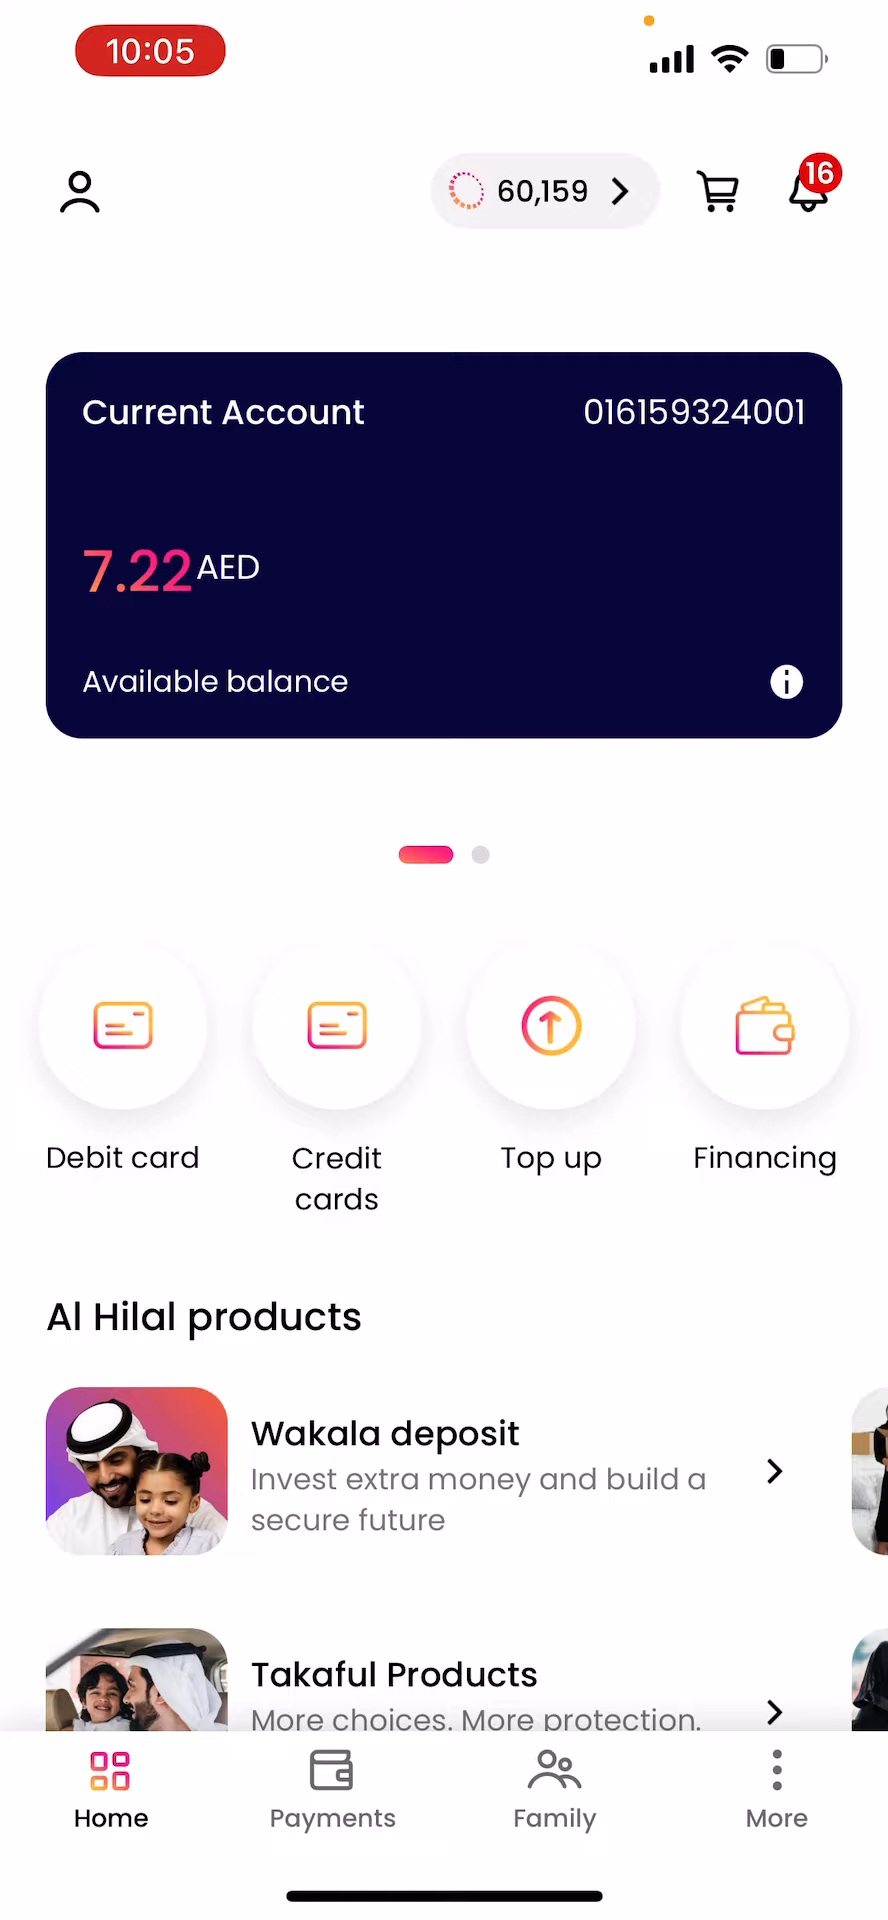 10:05
60,159
16
Current Account
016159324001
7.22 AED
Available balance
Debit card
Credit
cards
Top up
Financing
Al Hilal products
Wakala deposit
Invest extra money and build a
secure future
Takaful Products
More choices. More protection.
Home
Payments
Family
More